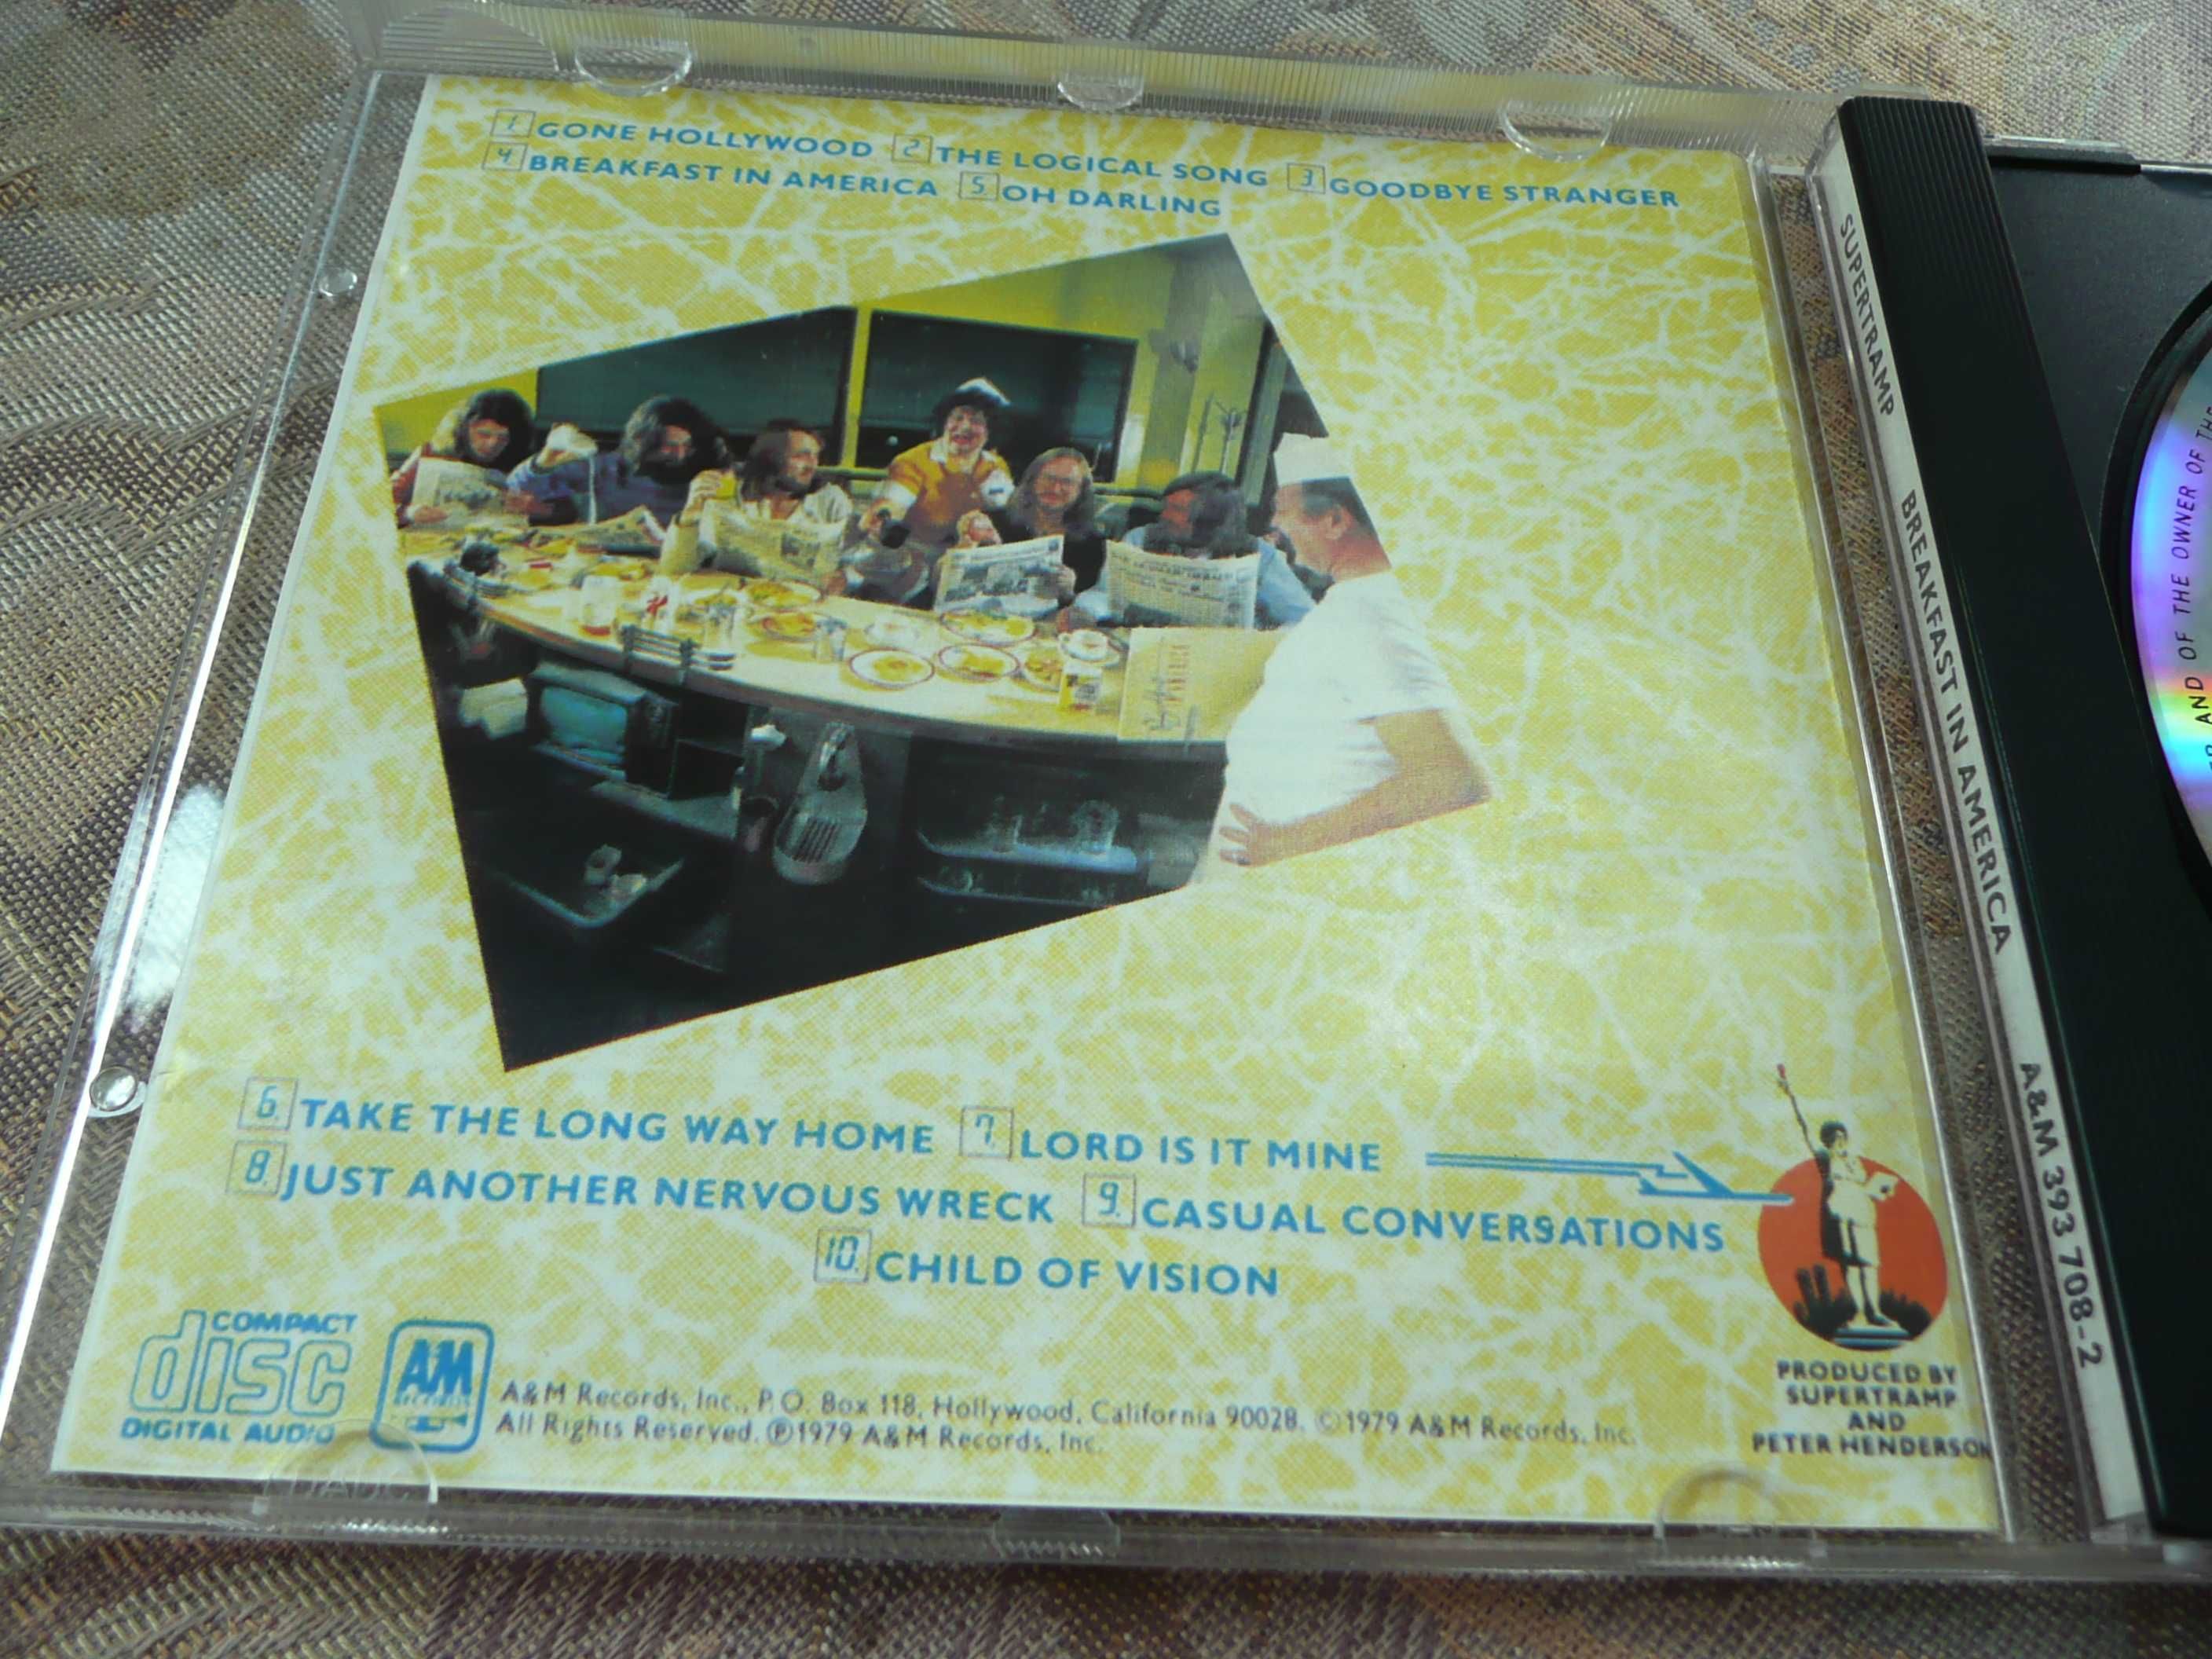 1. GONE HOLLYWOOD 2. THE LOGICAL SONG 3. GOODBYE STRANGER
4. BREAKFAST IN AMERICA 5. OH DARLING
6. TAKE THE LONG WAY HOME 7. LORD IS IT MINE
8. JUST ANOTHER NERVOUS WRECK 9. CASUAL CONVERSATIONS
10. CHILD OF VISION
COMPACT
disc
DIGITAL AUDIO
A&M
RECORDS
A&M Records, Inc., P.O. Box 118, Hollywood, California 90028. ©1979 A&M Records, Inc.
All Rights Reserved. ℗1979 A&M Records, Inc.
PRODUCED BY
SUPERTRAMP
AND
PETER HENDERSON
SUPERTRAMP BREAKFAST IN AMERICA A&M 393 708-2
AND OF THE OWNER OF